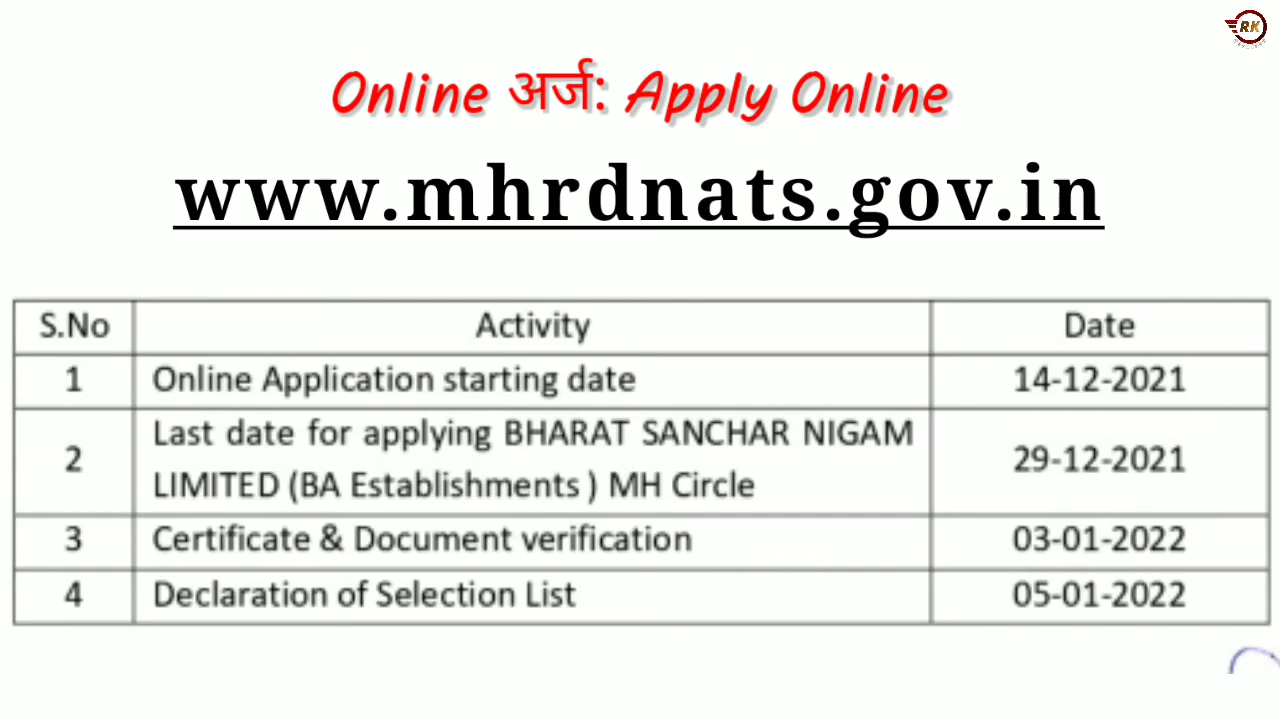 RK
Online अर्ज: Apply Online
www.mhrdnats.gov.in
S.No Activity Date
1 Online Application starting date 14-12-2021
2 Last date for applying BHARAT SANCHAR NIGAM LIMITED (BA Establishments ) MH Circle 29-12-2021
3 Certificate & Document verification 03-01-2022
4 Declaration of Selection List 05-01-2022